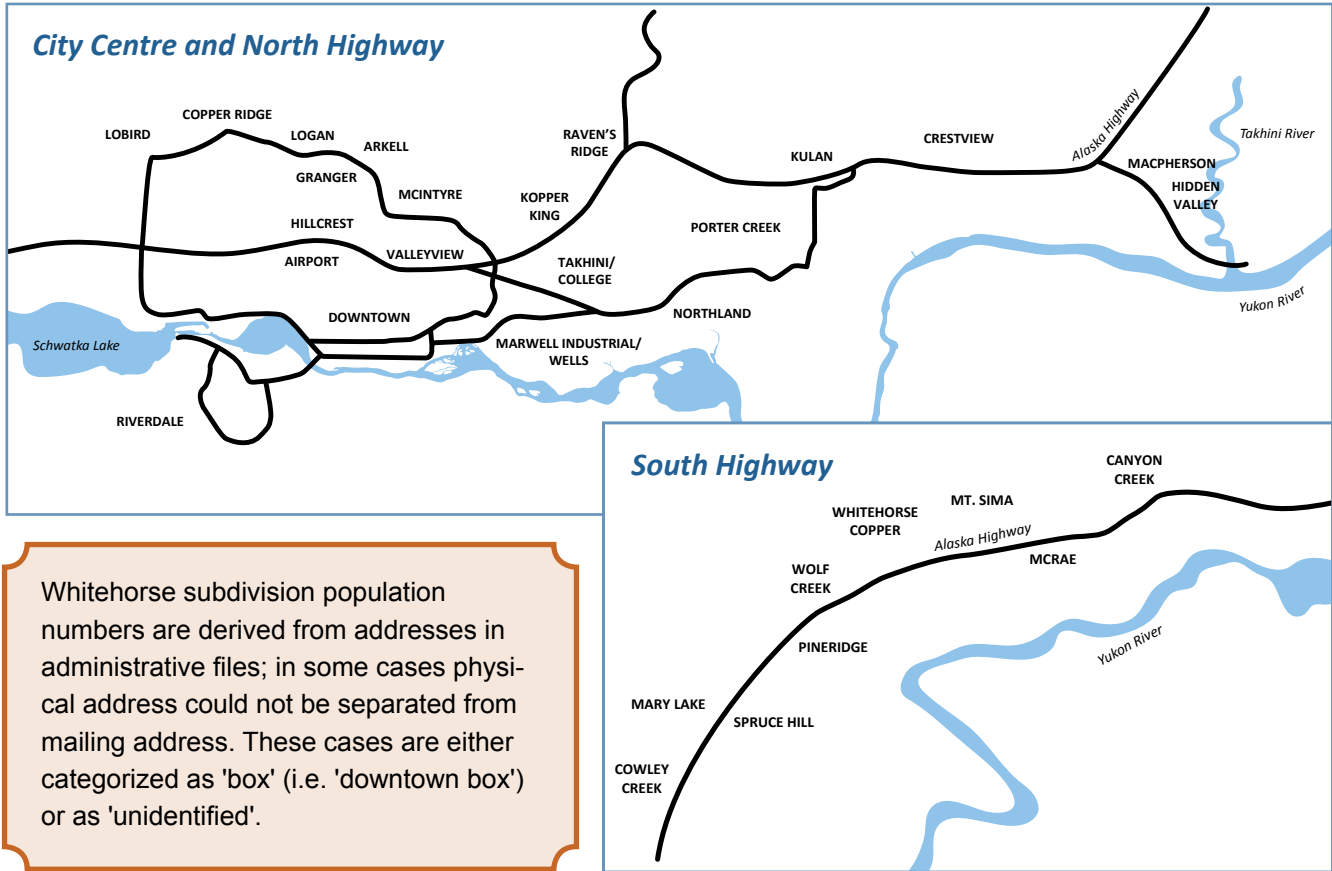 City Centre and North Highway
COPPER RIDGE
LOBIRD
LOGAN
ARKELL
GRANGER
MCINTYRE
HILLCREST
AIRPORT
VALLEYVIEW
KOPPER
KING
RAVEN'S
RIDGE
TAKHINI/
COLLEGE
KULAN
PORTER CREEK
CRESTVIEW
Alaska Highway
MACPHERSON
HIDDEN
VALLEY
Takhini River
Yukon River
NORTHLAND
DOWNTOWN
MARWELL INDUSTRIAL/
WELLS
Schwatka Lake
RIVERDALE
South Highway
CANYON
CREEK
MT. SIMA
WHITEHORSE
COPPER
Alaska Highway
MCRAE
WOLF
CREEK
PINERIDGE
Yukon River
MARY LAKE
SPRUCE HILL
COWLEY
CREEK
Whitehorse subdivision population
numbers are derived from addresses in
administrative files; in some cases physi-
cal address could not be separated from
mailing address. These cases are either
categorized as 'box' (i.e. 'downtown box')
or as 'unidentified'.